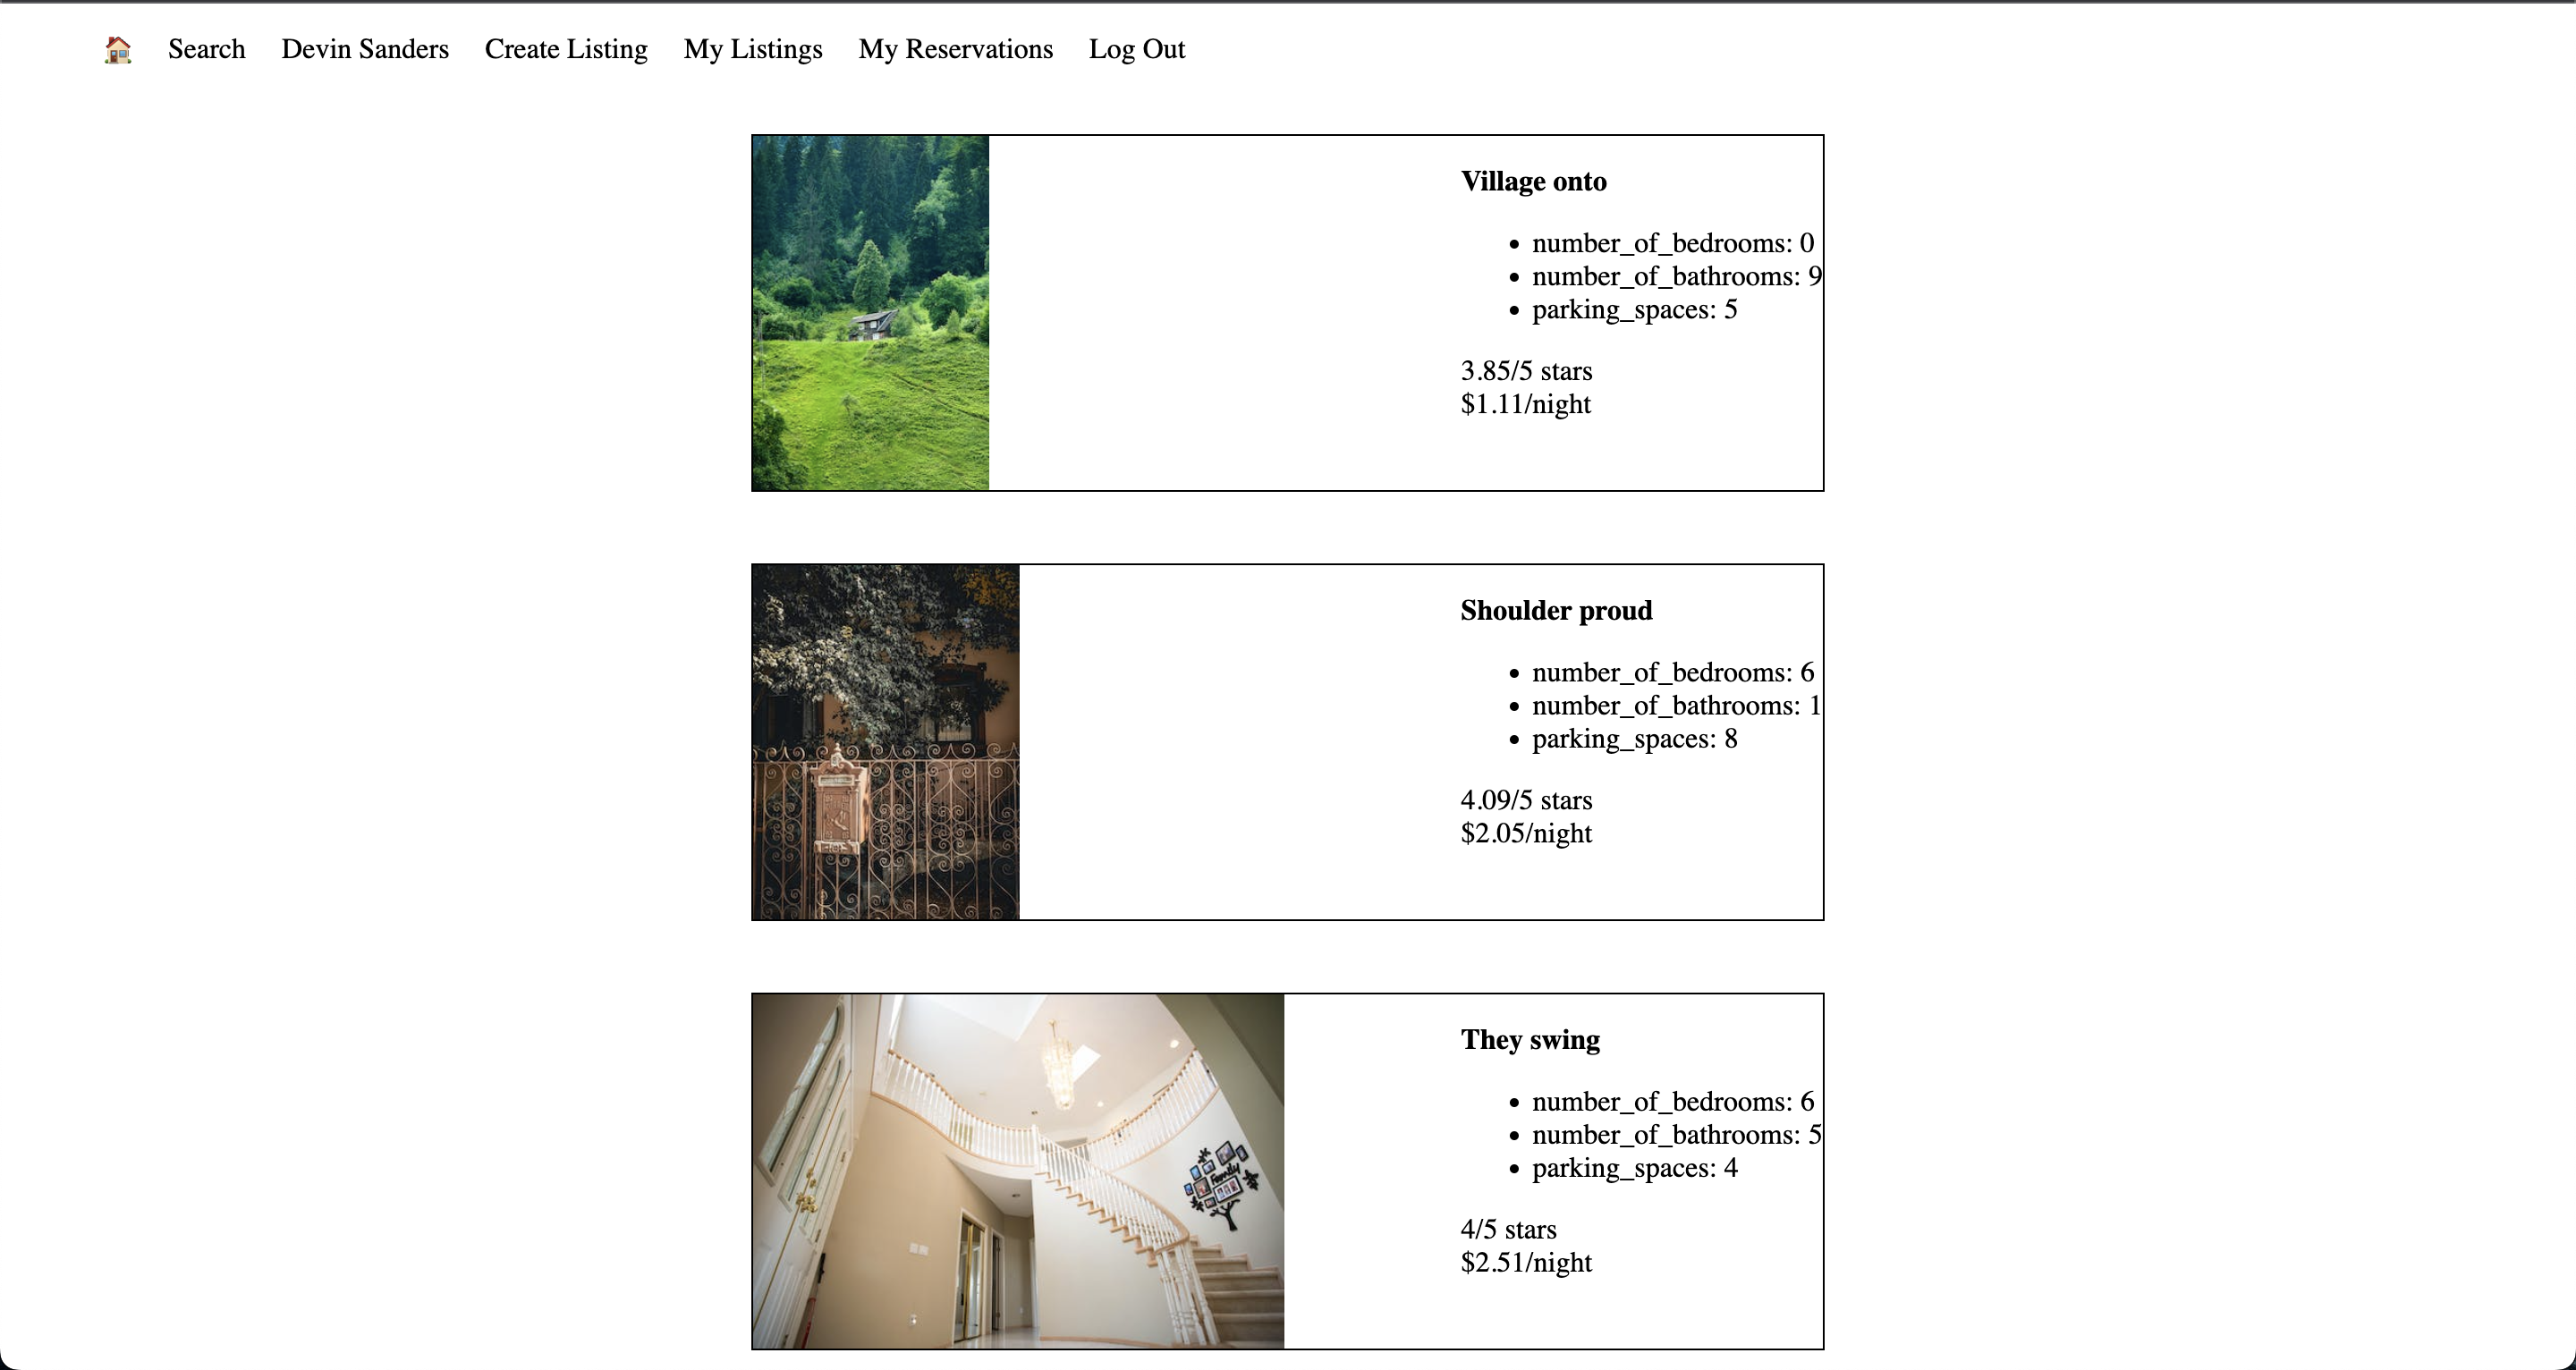 Search Devin Sanders Create Listing My Listings My Reservations Log Out
Village onto
number_of_bedrooms: 0
number_of_bathrooms: 9
parking_spaces: 5
3.85/5 stars
$1.11/night
Shoulder proud
number_of_bedrooms: 6
number_of_bathrooms: 1
parking_spaces: 8
4.09/5 stars
$2.05/night
They swing
number_of_bedrooms: 6
number_of_bathrooms: 5
parking_spaces: 4
Family
4/5 stars
$2.51/night